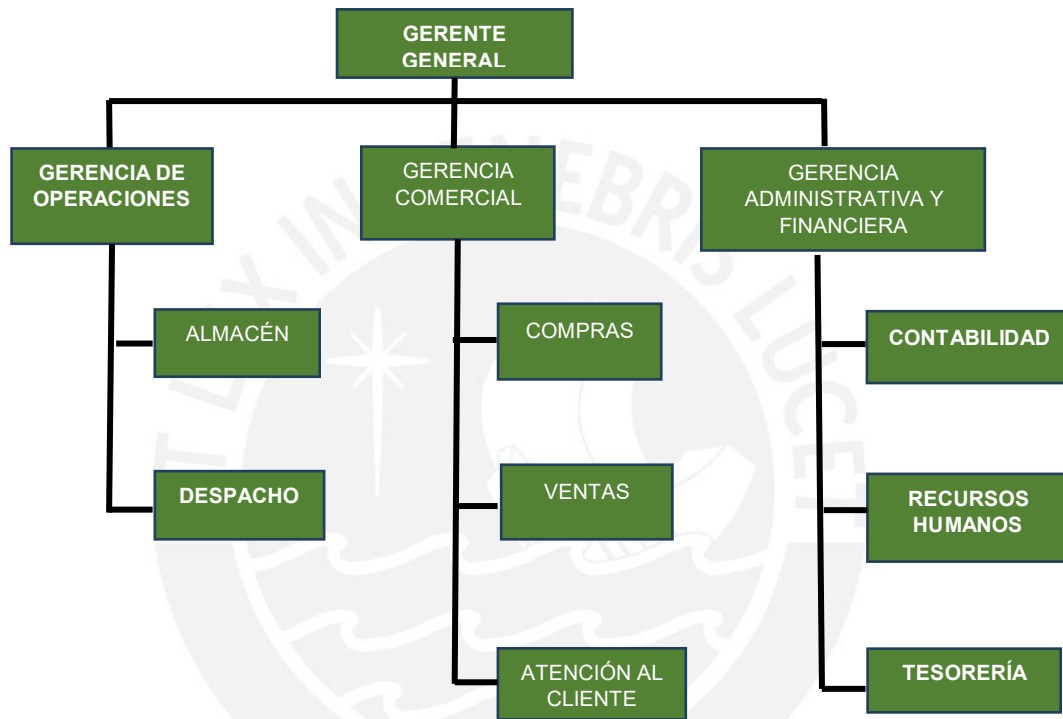 GERENTE
GENERAL
GERENCIA DE
OPERACIONES
GERENCIA
COMERCIAL
GERENCIA
ADMINISTRATIVA Y
FINANCIERA
ALMACÉN
COMPRAS
CONTABILIDAD
DESPACHO
VENTAS
RECURSOS
HUMANOS
ATENCIÓN AL
CLIENTE
TESORERÍA